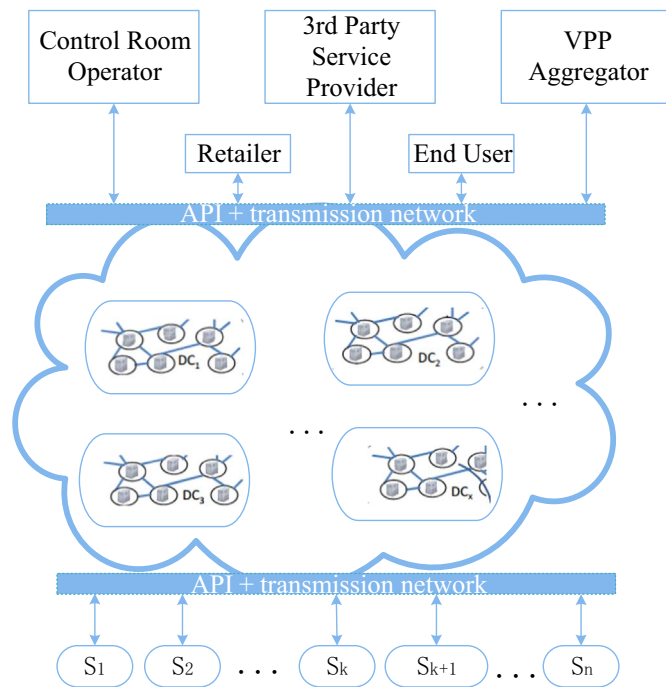 Control Room
Operator
3rd Party
Service
Provider
VPP
Aggregator
Retailer
End User
API + transmission network
DC1
DC2
...
...
DC3
DCx
API + transmission network
S1
S2
...
Sk
Sk+1
...
Sn